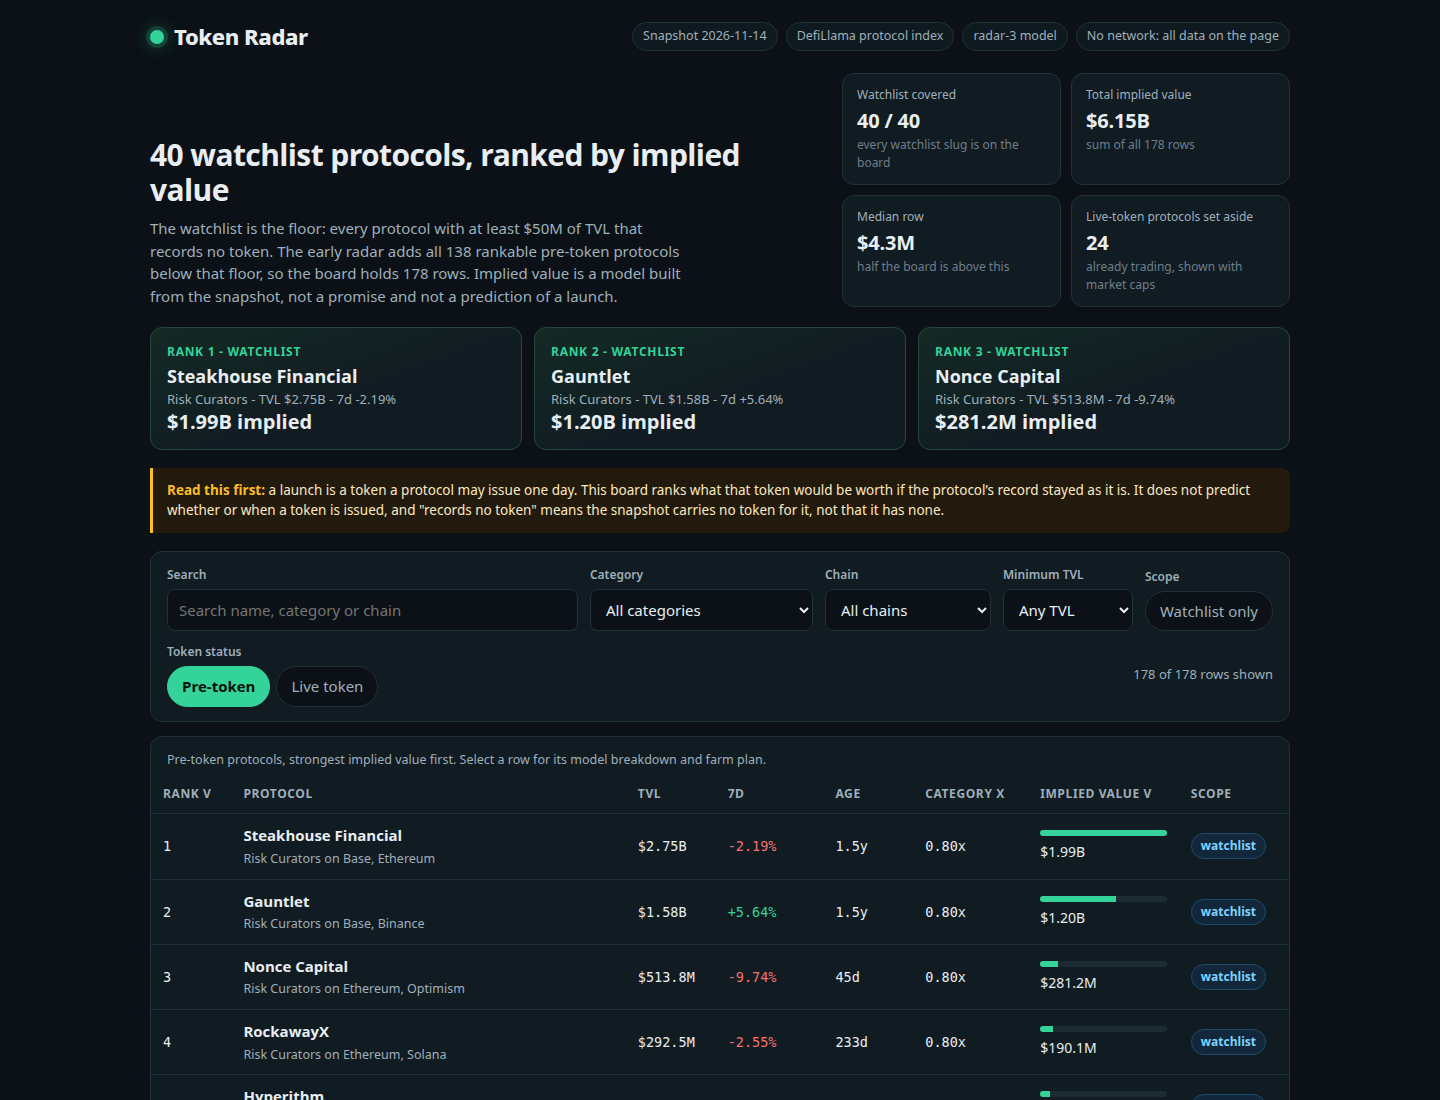 Token Radar
Snapshot 2026-11-14
DefiLlama protocol index
radar-3 model
No network: all data on the page
40 watchlist protocols, ranked by implied
value
The watchlist is the floor: every protocol with at least $50M of TVL that
records no token. The early radar adds all 138 rankable pre-token protocols
below that floor, so the board holds 178 rows. Implied value is a model built
from the snapshot, not a promise and not a prediction of a launch.
Watchlist covered
40 / 40
every watchlist slug is on the
board
Total implied value
$6.15B
sum of all 178 rows
Median row
$4.3M
half the board is above this
Live-token protocols set aside
24
already trading, shown with
market caps
RANK 1 - WATCHLIST
Steakhouse Financial
Risk Curators - TVL $2.75B - 7d -2.19%
$1.99B implied
RANK 2 - WATCHLIST
Gauntlet
Risk Curators - TVL $1.58B - 7d +5.64%
$1.20B implied
RANK 3 - WATCHLIST
Nonce Capital
Risk Curators - TVL $513.8M - 7d -9.74%
$281.2M implied
Read this first: a launch is a token a protocol may issue one day. This board ranks what that token would be worth if the protocol's record stayed as it is. It does not predict
whether or when a token is issued, and "records no token" means the snapshot carries no token for it, not that it has none.
Search
Search name, category or chain
Category
All categories
Chain
All chains
Minimum TVL
Any TVL
Scope
Watchlist only
Token status
Pre-token
Live token
178 of 178 rows shown
Pre-token protocols, strongest implied value first. Select a row for its model breakdown and farm plan.
RANK V PROTOCOL TVL 7D AGE CATEGORY X IMPLIED VALUE V SCOPE
1 Steakhouse Financial $2.75B -2.19% 1.5y 0.80x $1.99B watchlist
Risk Curators on Base, Ethereum
2 Gauntlet $1.58B +5.64% 1.5y 0.80x $1.20B watchlist
Risk Curators on Base, Binance
3 Nonce Capital $513.8M -9.74% 45d 0.80x $281.2M watchlist
Risk Curators on Ethereum, Optimism
4 RockawayX $292.5M -2.55% 233d 0.80x $190.1M watchlist
Risk Curators on Ethereum, Solana
Hyperithm